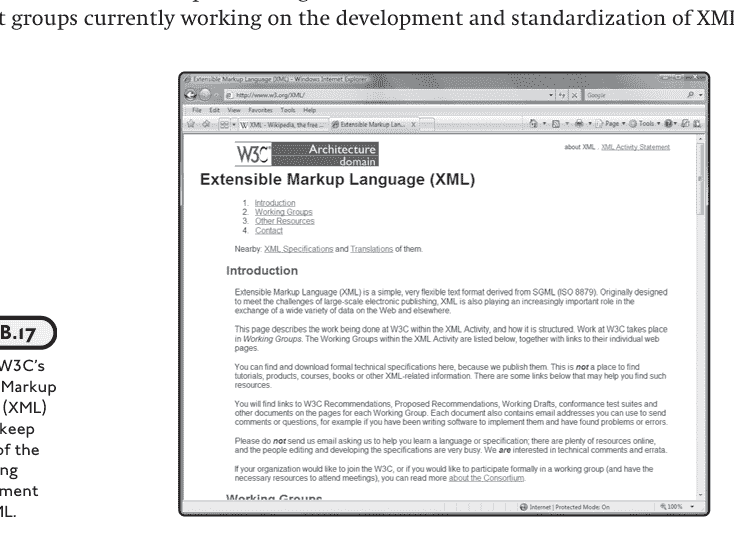 t groups currently working on the development and standardization of XML
Extensible Markup Language (XML) - Windows Internet Explorer
http://www.w3.org/XML/
Google
File Edit View Favorites Tools Help
XML - Wikipedia, the free ... Extensible Markup Lan... X
Page Tools
W3C Architecture
domain
about XML . XML Activity Statement
Extensible Markup Language (XML)
1. Introduction
2. Working Groups
3. Other Resources
4. Contact
Nearby: XML Specifications and Translations of them.
Introduction
Extensible Markup Language (XML) is a simple, very flexible text format derived from SGML (ISO 8879). Originally designed
to meet the challenges of large-scale electronic publishing, XML is also playing an increasingly important role in the
exchange of a wide variety of data on the Web and elsewhere.
This page describes the work being done at W3C within the XML Activity, and how it is structured. Work at W3C takes place
in Working Groups. The Working Groups within the XML Activity are listed below, together with links to their individual web
pages.
You can find and download formal technical specifications here, because we publish them. This is not a place to find
tutorials, products, courses, books or other XML-related information. There are some links below that may help you find such
resources.
You will find links to W3C Recommendations, Proposed Recommendations, Working Drafts, conformance test suites and
other documents on the pages for each Working Group. Each document also contains email addresses you can use to send
comments or questions, for example if you have been writing software to implement them and have found problems or errors.
Please do not send us email asking us to help you learn a language or specification; there are plenty of resources online,
and the people editing and developing the specifications are very busy. We are interested in technical comments and errata.
If your organization would like to join the W3C, or if you would like to participate formally in a working group (and have the
necessary resources to attend meetings), you can read more about the Consortium.
Working Groups
Internet | Protected Mode: On
100%
B.17
W3C's
Markup
(XML)
keep
of the
ng
ment
ML.